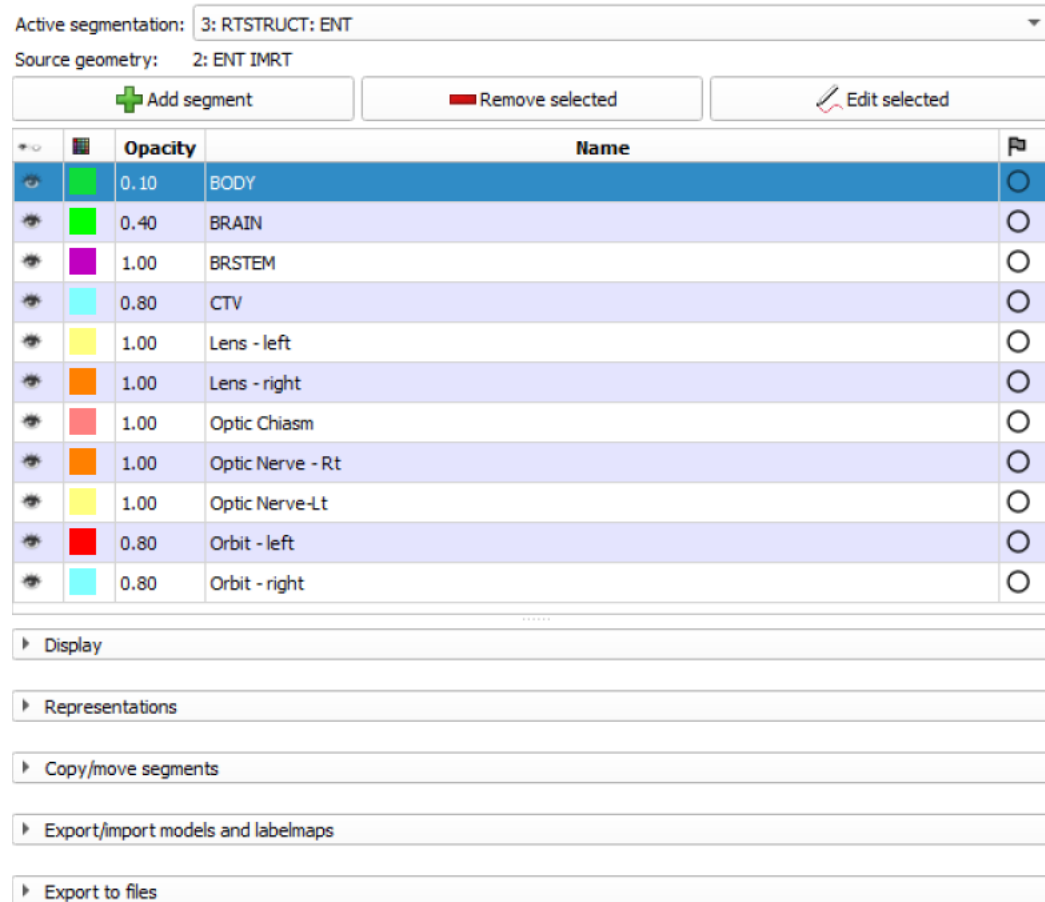 Active segmentation: 3: RTSTRUCT: ENT
Source geometry: 2: ENT IMRT
Add segment Remove selected Edit selected
Opacity Name
0.10 BODY
0.40 BRAIN
1.00 BRSTEM
0.80 CTV
1.00 Lens - left
1.00 Lens - right
1.00 Optic Chiasm
1.00 Optic Nerve - Rt
1.00 Optic Nerve-Lt
0.80 Orbit - left
0.80 Orbit - right
Display
Representations
Copy/move segments
Export/import models and labelmaps
Export to files